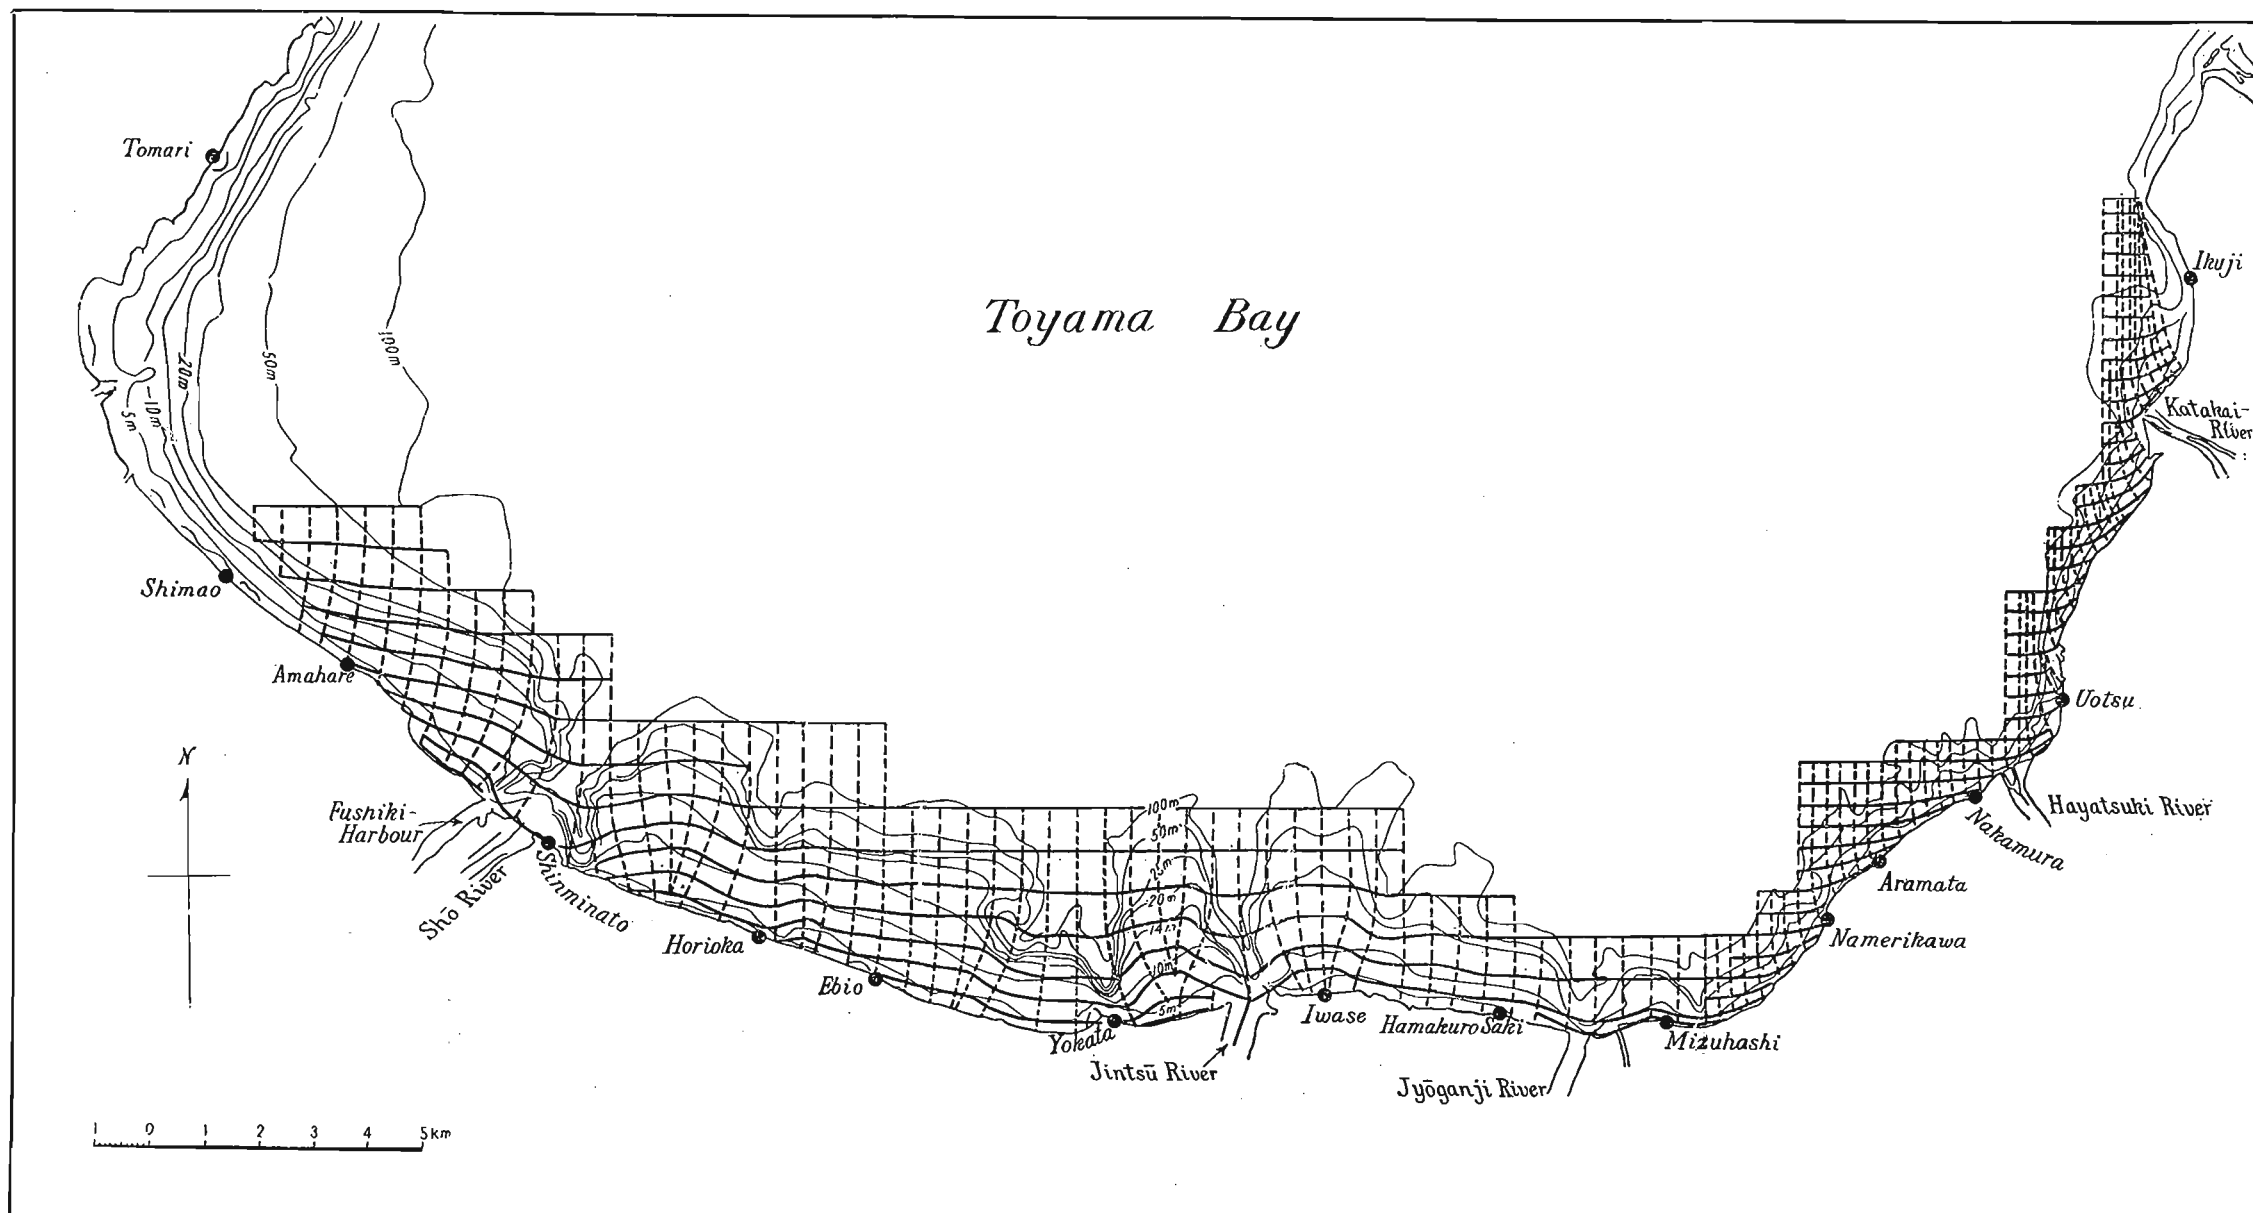 Toyama Bay
Tomari
Ikuji
100m
50m
20m
10m
5m
Katakai-
River
Shimao
Amahare
Uotsu
N
Fushiki-
Harbour
Shō River
Shinminato
Horioka
Ebio
Yokata
Jintsū River
100m
50m
25m
20m
14m
10m
5m
Iwase
Hamakuro Saki
Jyōganji River
Mizuhashi
Namerikawa
Aramata
Nakamura
Hayatsuki River
1 0 1 2 3 4 5km